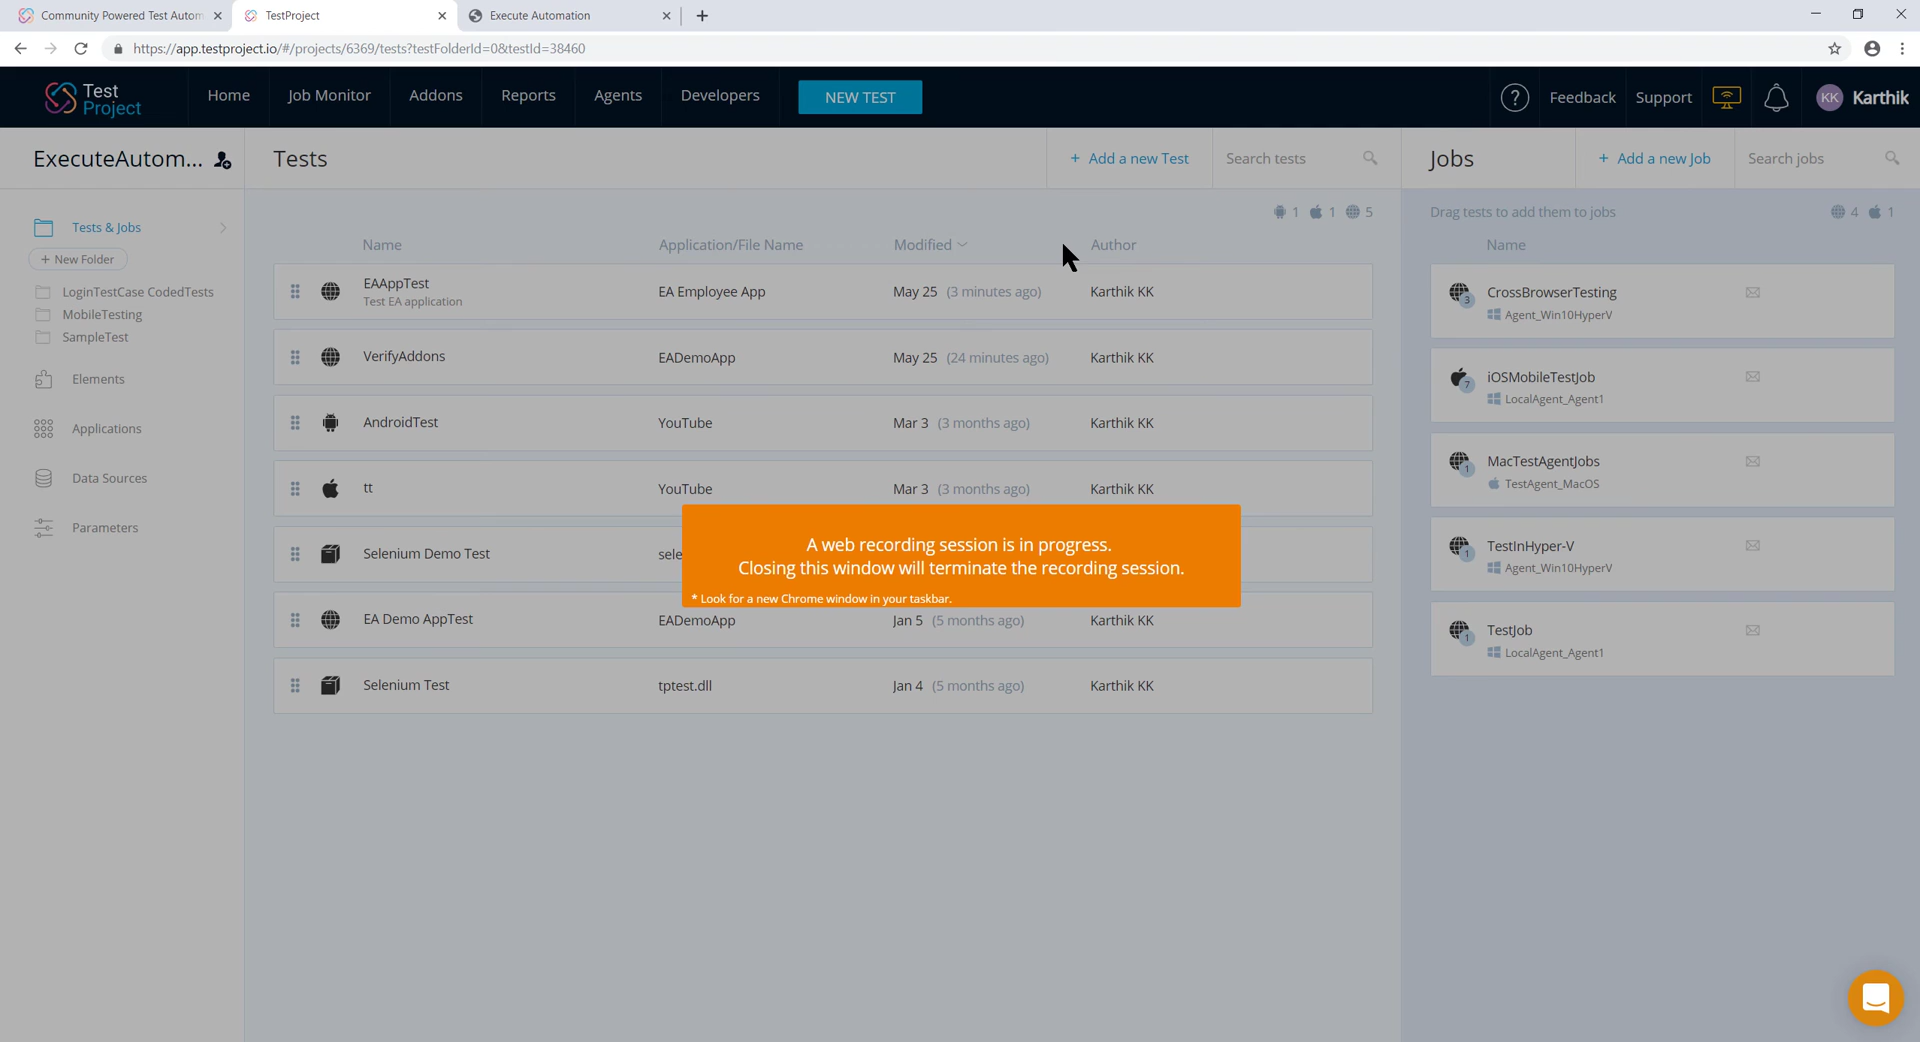 Community Powered Test Autom
TestProject
Execute Automation
https://app.testproject.io/#/projects/6369/tests?testFolderId=0&testId=38460
Test
Project
Home
Job Monitor
Addons
Reports
Agents
Developers
NEW TEST
?
Feedback
Support
KK
Karthik
ExecuteAutom...
Tests
+ Add a new Test
Search tests
Jobs
+ Add a new Job
Search jobs
Tests & Jobs
+ New Folder
LoginTestCase CodedTests
MobileTesting
SampleTest
Elements
Applications
Data Sources
Parameters
1 1 5
Name Application/File Name Modified Author
EAAppTest
Test EA application
EA Employee App May 25 (3 minutes ago) Karthik KK
VerifyAddons EADemoApp May 25 (24 minutes ago) Karthik KK
AndroidTest YouTube Mar 3 (3 months ago) Karthik KK
tt YouTube Mar 3 (3 months ago) Karthik KK
Selenium Demo Test sele
EA Demo AppTest EADemoApp Jan 5 (5 months ago) Karthik KK
Selenium Test tptest.dll Jan 4 (5 months ago) Karthik KK
A web recording session is in progress.
Closing this window will terminate the recording session.
* Look for a new Chrome window in your taskbar.
Drag tests to add them to jobs
4 1
Name
3 CrossBrowserTesting
Agent_Win10HyperV
7 iOSMobileTestJob
LocalAgent_Agent1
1 MacTestAgentJobs
TestAgent_MacOS
1 TestInHyper-V
Agent_Win10HyperV
1 TestJob
LocalAgent_Agent1